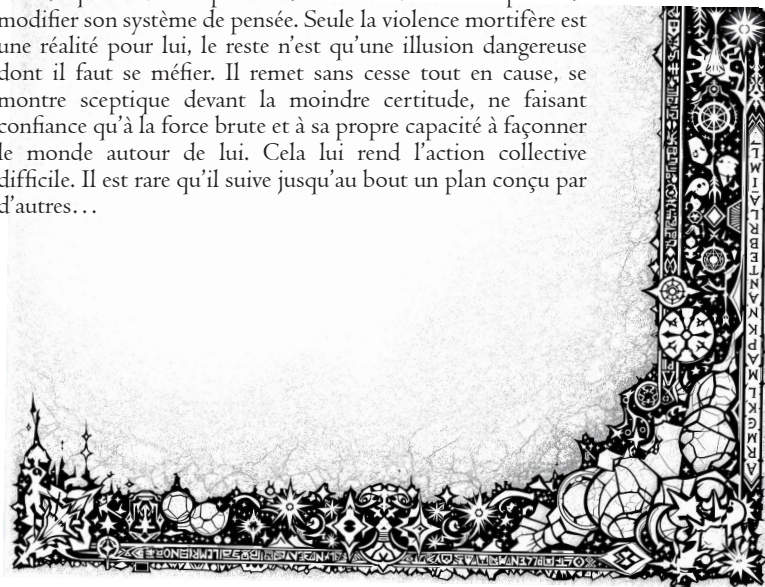 modifier son système de pensée. Seule la violence mortifère est
une réalité pour lui, le reste n’est qu’une illusion dangereuse
dont il faut se méfier. Il remet sans cesse tout en cause, se
montre sceptique devant la moindre certitude, ne faisant
confiance qu’à la force brute et à sa propre capacité à façonner
le monde autour de lui. Cela lui rend l’action collective
difficile. Il est rare qu’il suive jusqu’au bout un plan conçu par
d’autres…